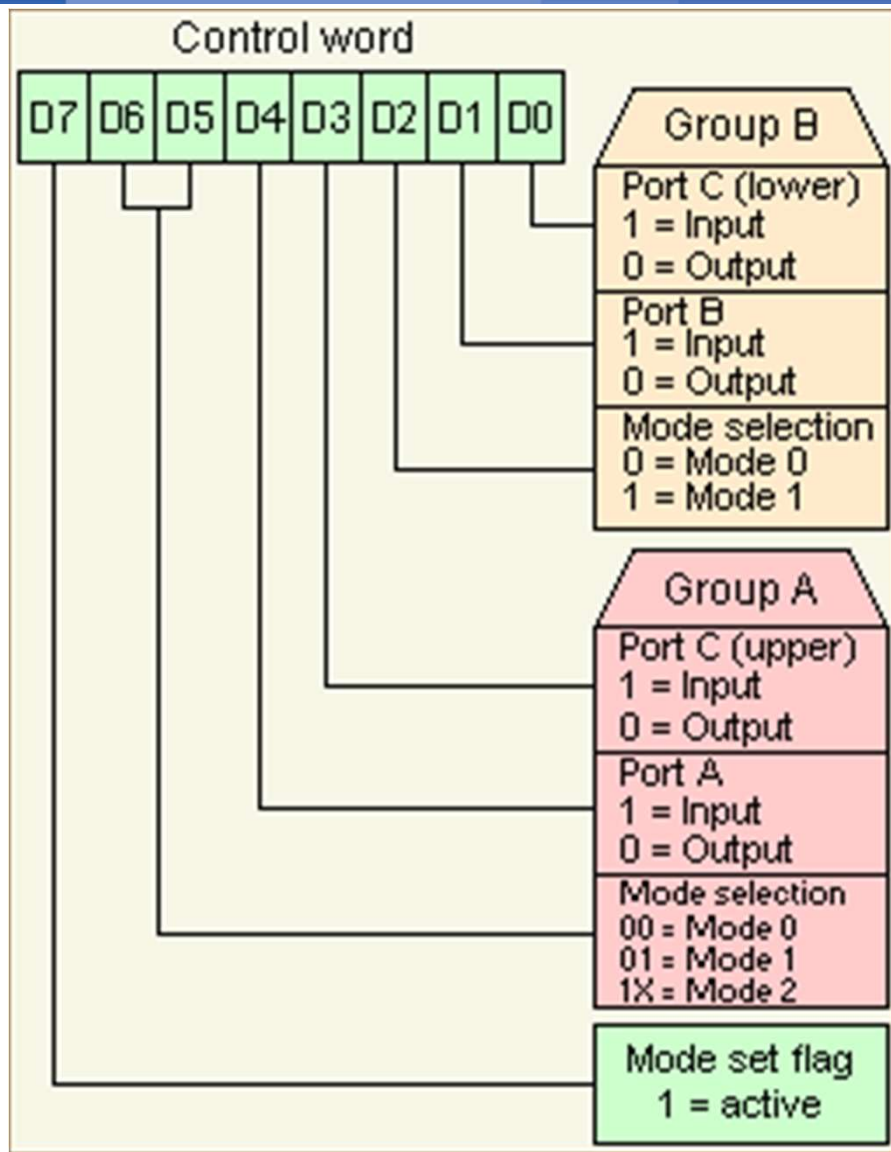 Control word
D7 D6 D5 D4 D3 D2 D1 D0
Group B
Port C (lower)
1 = Input
0 = Output
Port B
1 = Input
0 = Output
Mode selection
0 = Mode 0
1 = Mode 1
Group A
Port C (upper)
1 = Input
0 = Output
Port A
1 = Input
0 = Output
Mode selection
00 = Mode 0
01 = Mode 1
1X = Mode 2
Mode set flag
1 = active